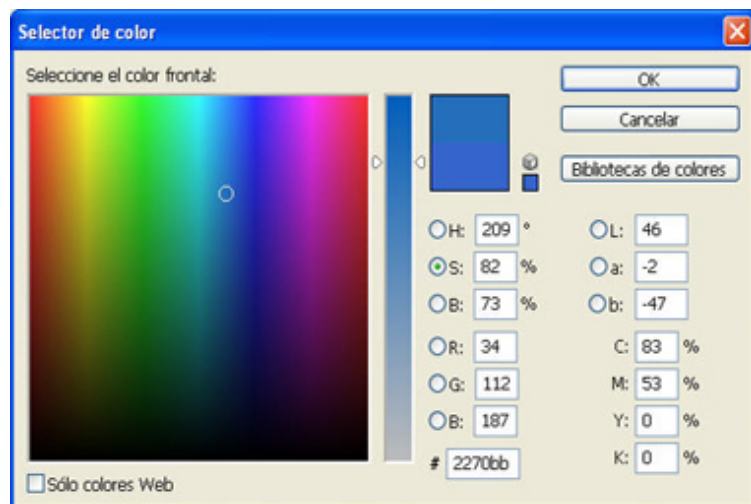 Selector de color
Seleccione el color frontal:
OK
Cancelar
Bibliotecas de colores
H: 209 °
L: 46
S: 82 %
a: -2
B: 73 %
b: -47
R: 34
C: 83 %
G: 112
M: 53 %
B: 187
Y: 0 %
# 2270bb
K: 0 %
Sólo colores Web